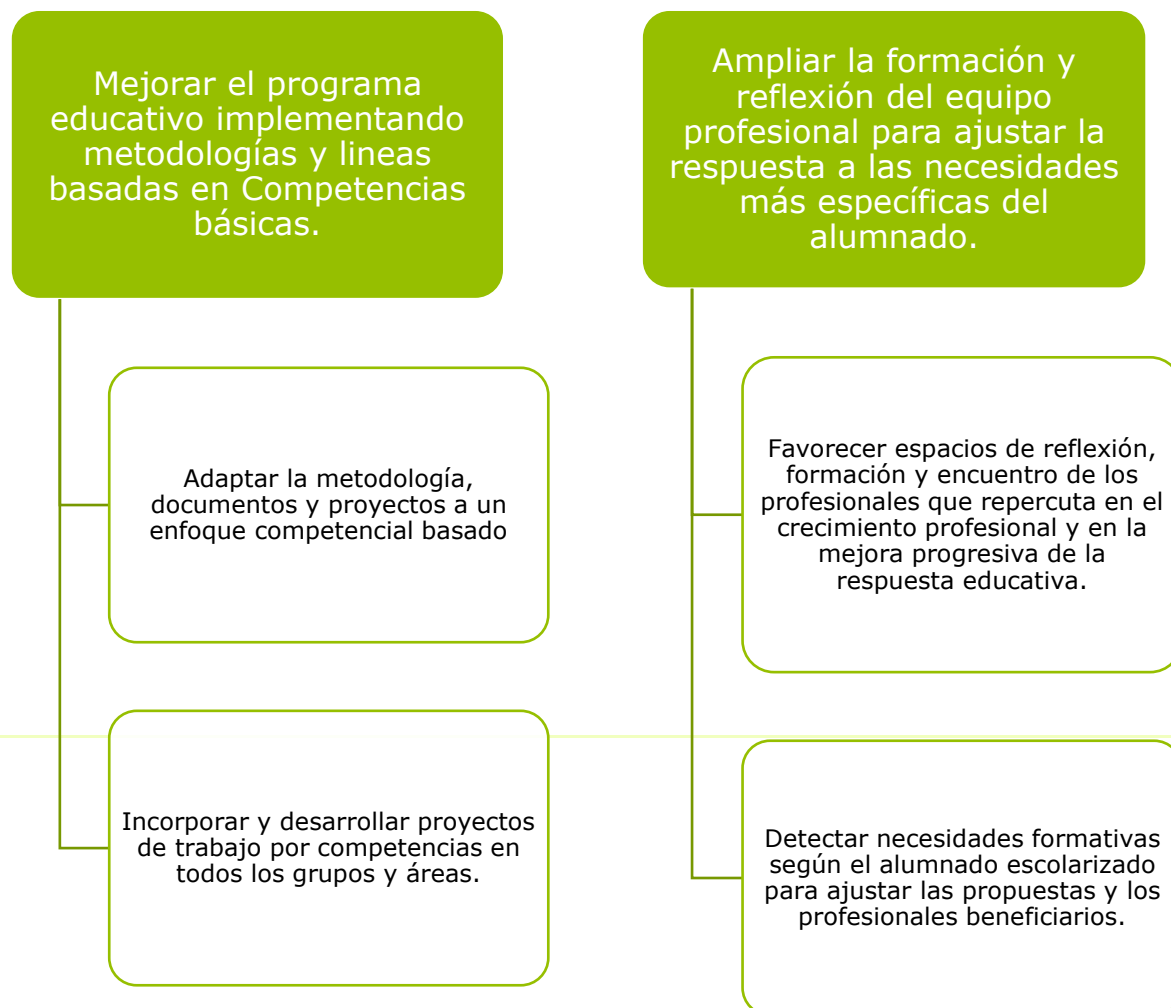 Mejorar el programa
educativo implementando
metodologías y lineas
basadas en Competencias
básicas.
Adaptar la metodología,
documentos y proyectos a un
enfoque competencial basado
Incorporar y desarrollar proyectos
de trabajo por competencias en
todos los grupos y áreas.
Ampliar la formación y
reflexión del equipo
profesional para ajustar la
respuesta a las necesidades
más específicas del
alumnado.
Favorecer espacios de reflexión,
formación y encuentro de los
profesionales que repercuta en el
crecimiento profesional y en la
mejora progresiva de la
respuesta educativa.
Detectar necesidades formativas
según el alumnado escolarizado
para ajustar las propuestas y los
profesionales beneficiarios.